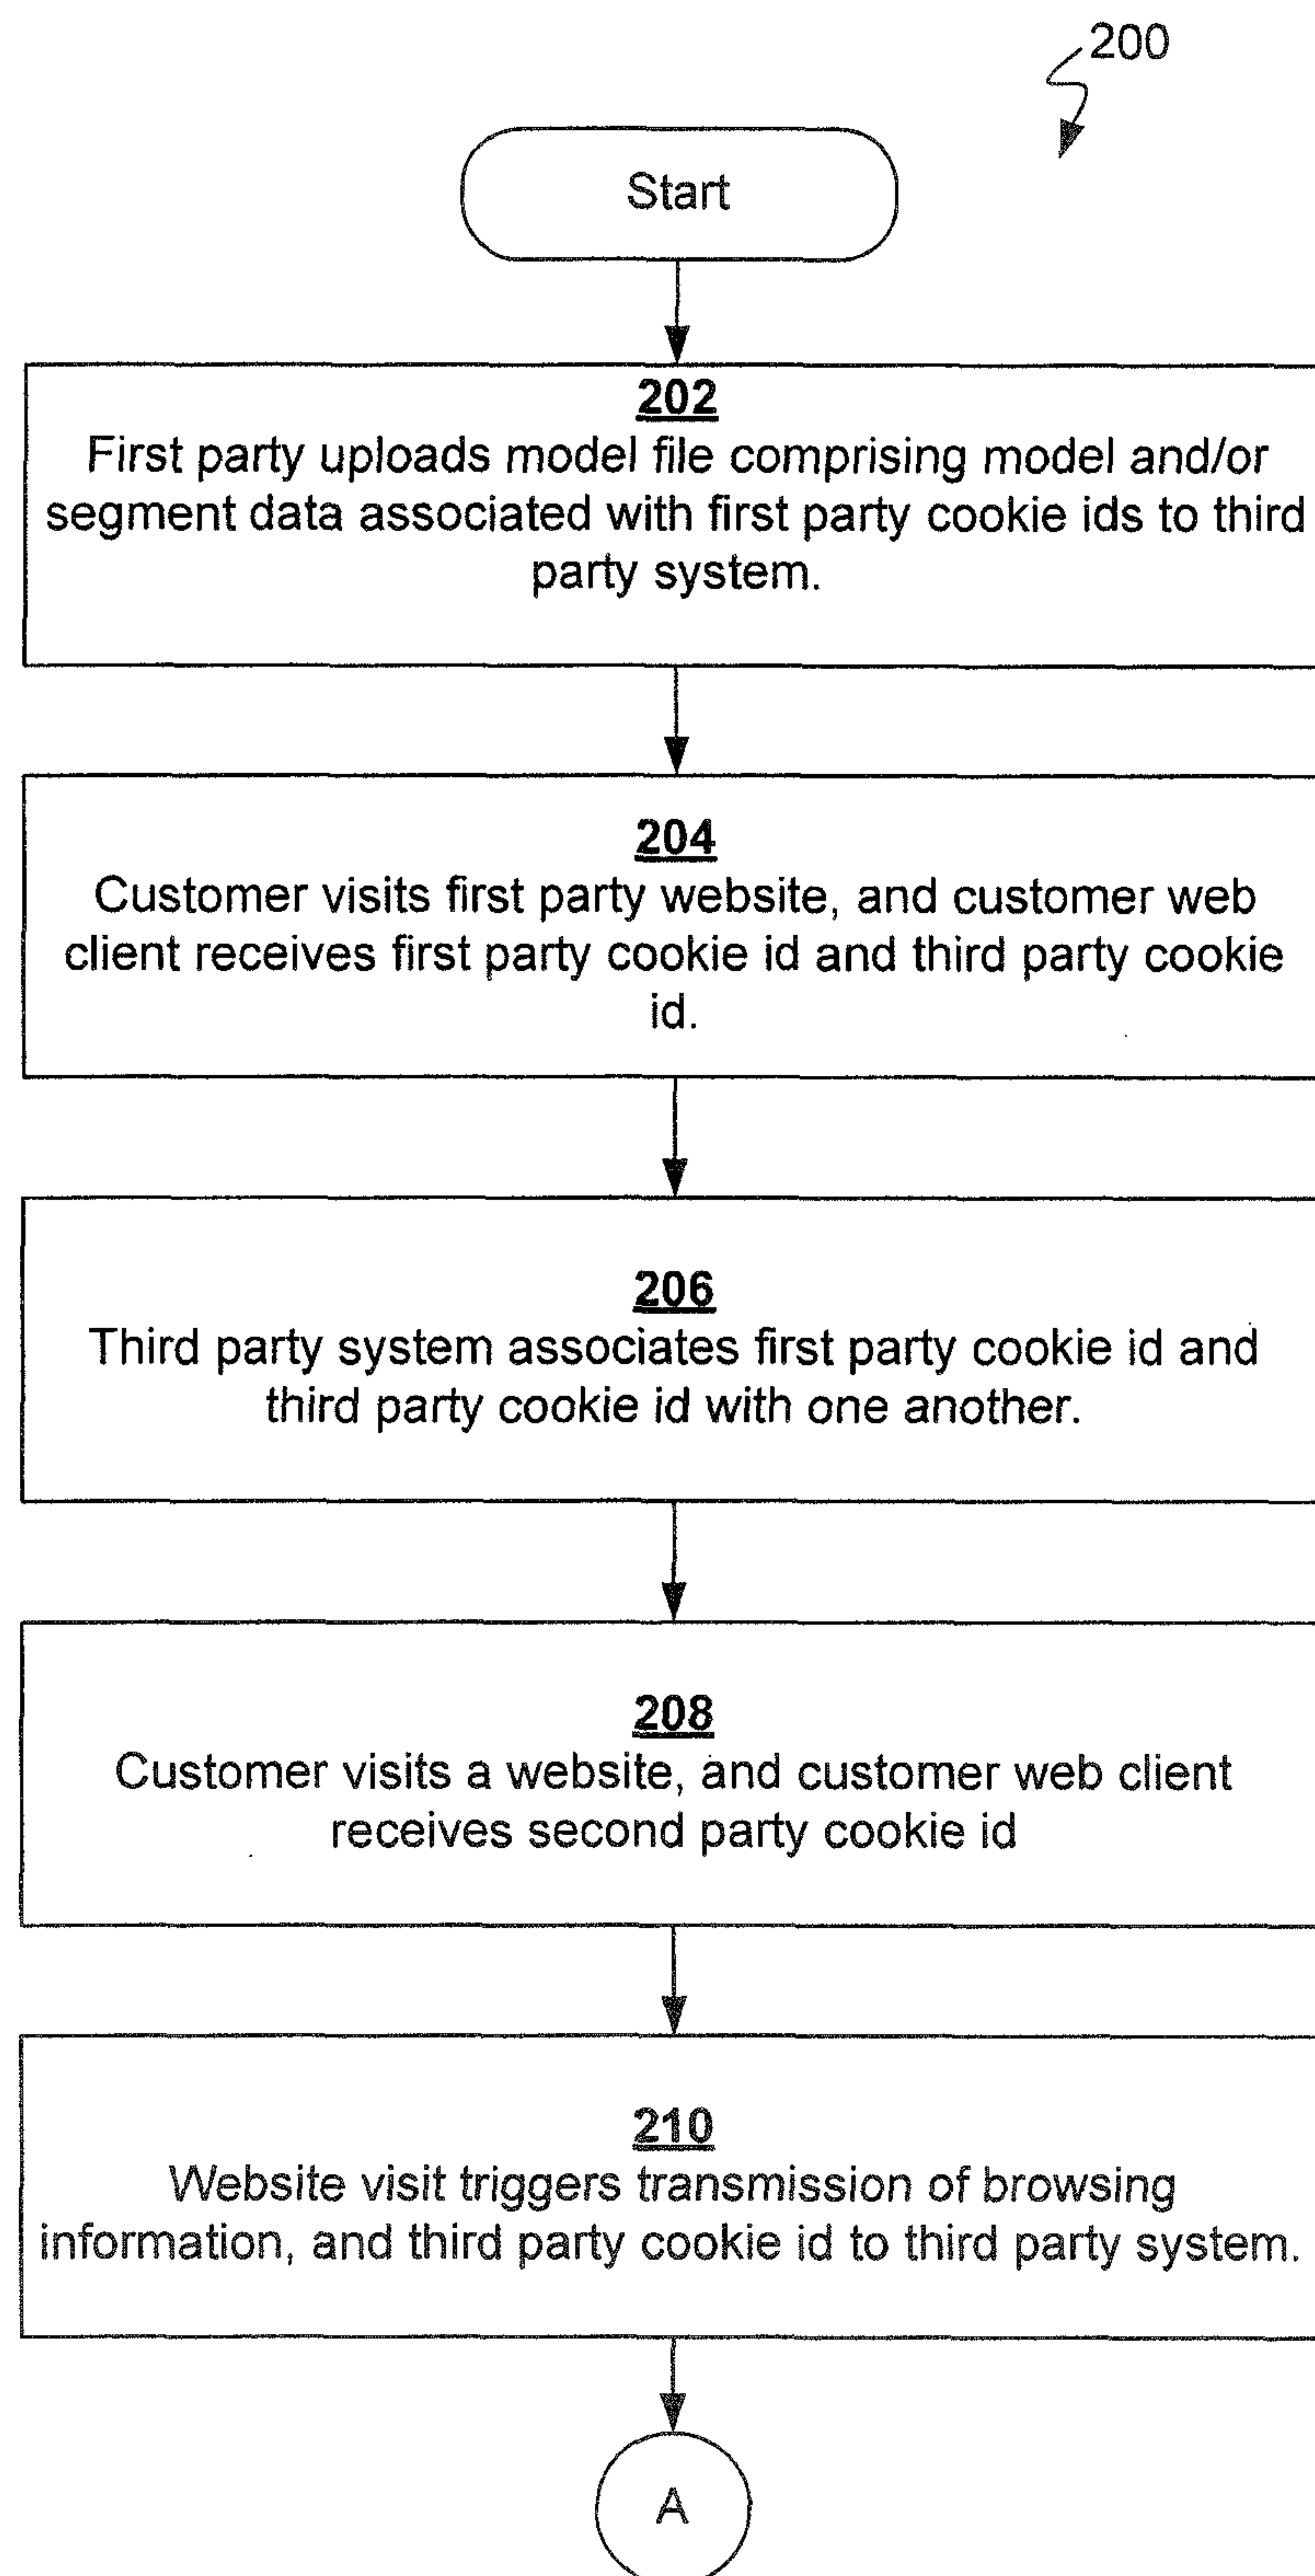 200
Start
202
First party uploads model file comprising model and/or
segment data associated with first party cookie ids to third
party system.
204
Customer visits first party website, and customer web
client receives first party cookie id and third party cookie
id.
206
Third party system associates first party cookie id and
third party cookie id with one another.
208
Customer visits a website, and customer web client
receives second party cookie id
210
Website visit triggers transmission of browsing
information, and third party cookie id to third party system.
A